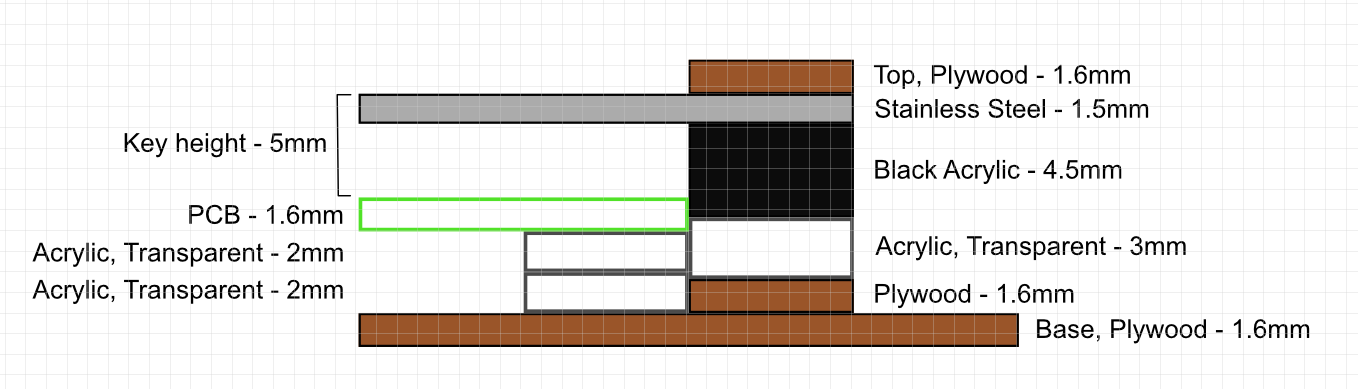 Top, Plywood - 1.6mm
Stainless Steel - 1.5mm
Key height - 5mm
Black Acrylic - 4.5mm
PCB - 1.6mm
Acrylic, Transparent - 2mm
Acrylic, Transparent - 3mm
Acrylic, Transparent - 2mm
Plywood - 1.6mm
Base, Plywood - 1.6mm